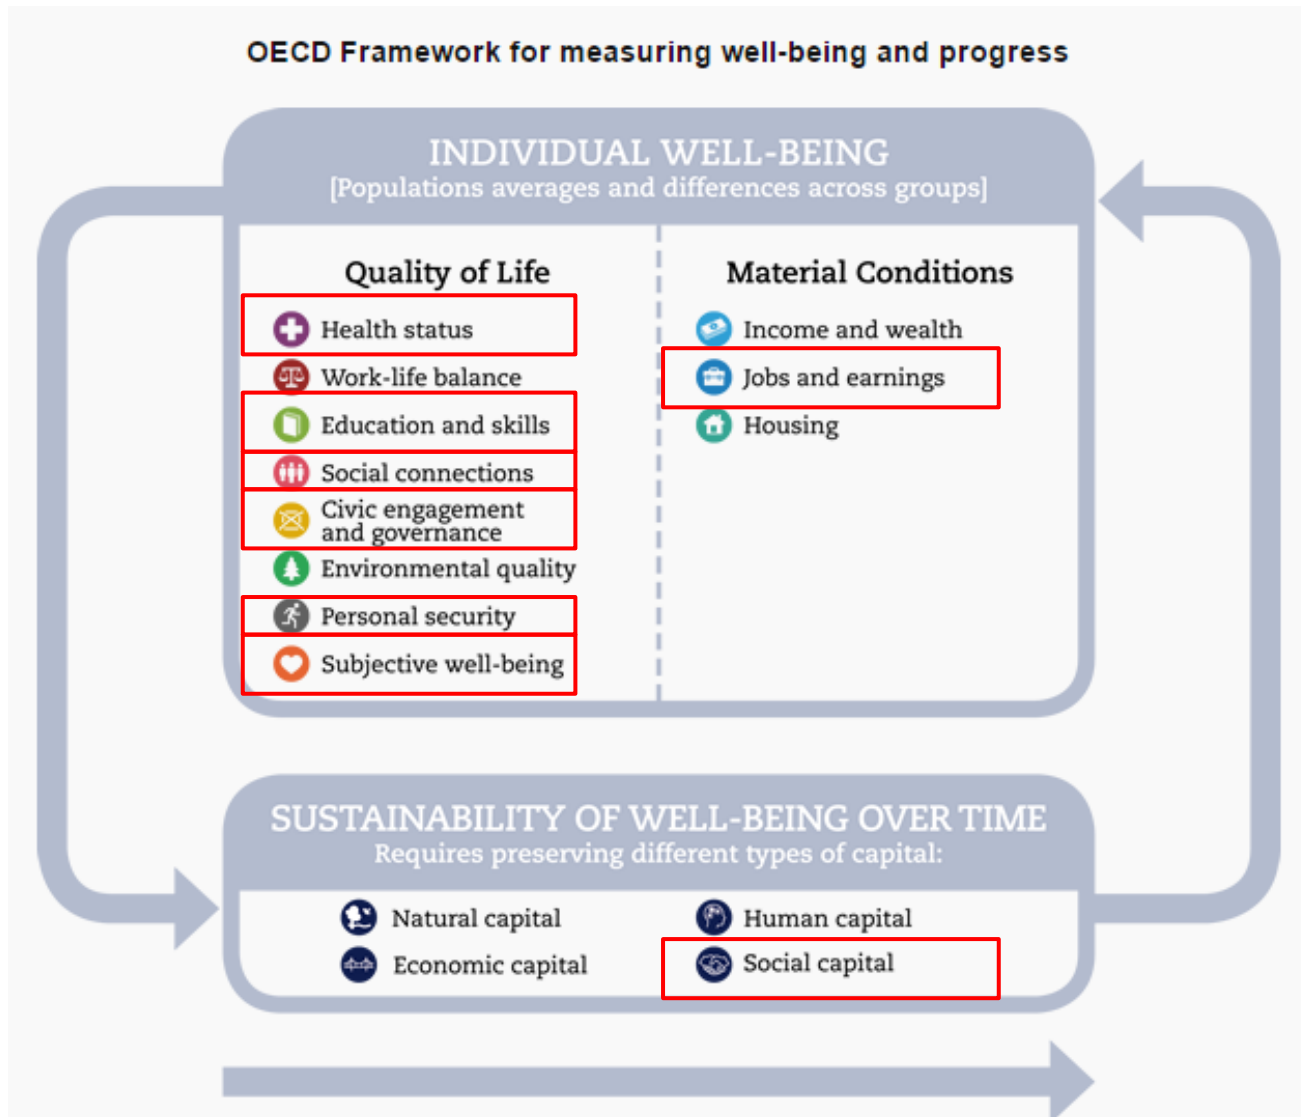 OECD Framework for measuring well-being and progress
INDIVIDUAL WELL-BEING
[Populations averages and differences across groups]
Quality of Life
Health status
Work-life balance
Education and skills
Social connections
Civic engagement
and governance
Environmental quality
Personal security
Subjective well-being
Material Conditions
Income and wealth
Jobs and earnings
Housing
SUSTAINABILITY OF WELL-BEING OVER TIME
Requires preserving different types of capital:
Natural capital
Human capital
Economic capital
Social capital